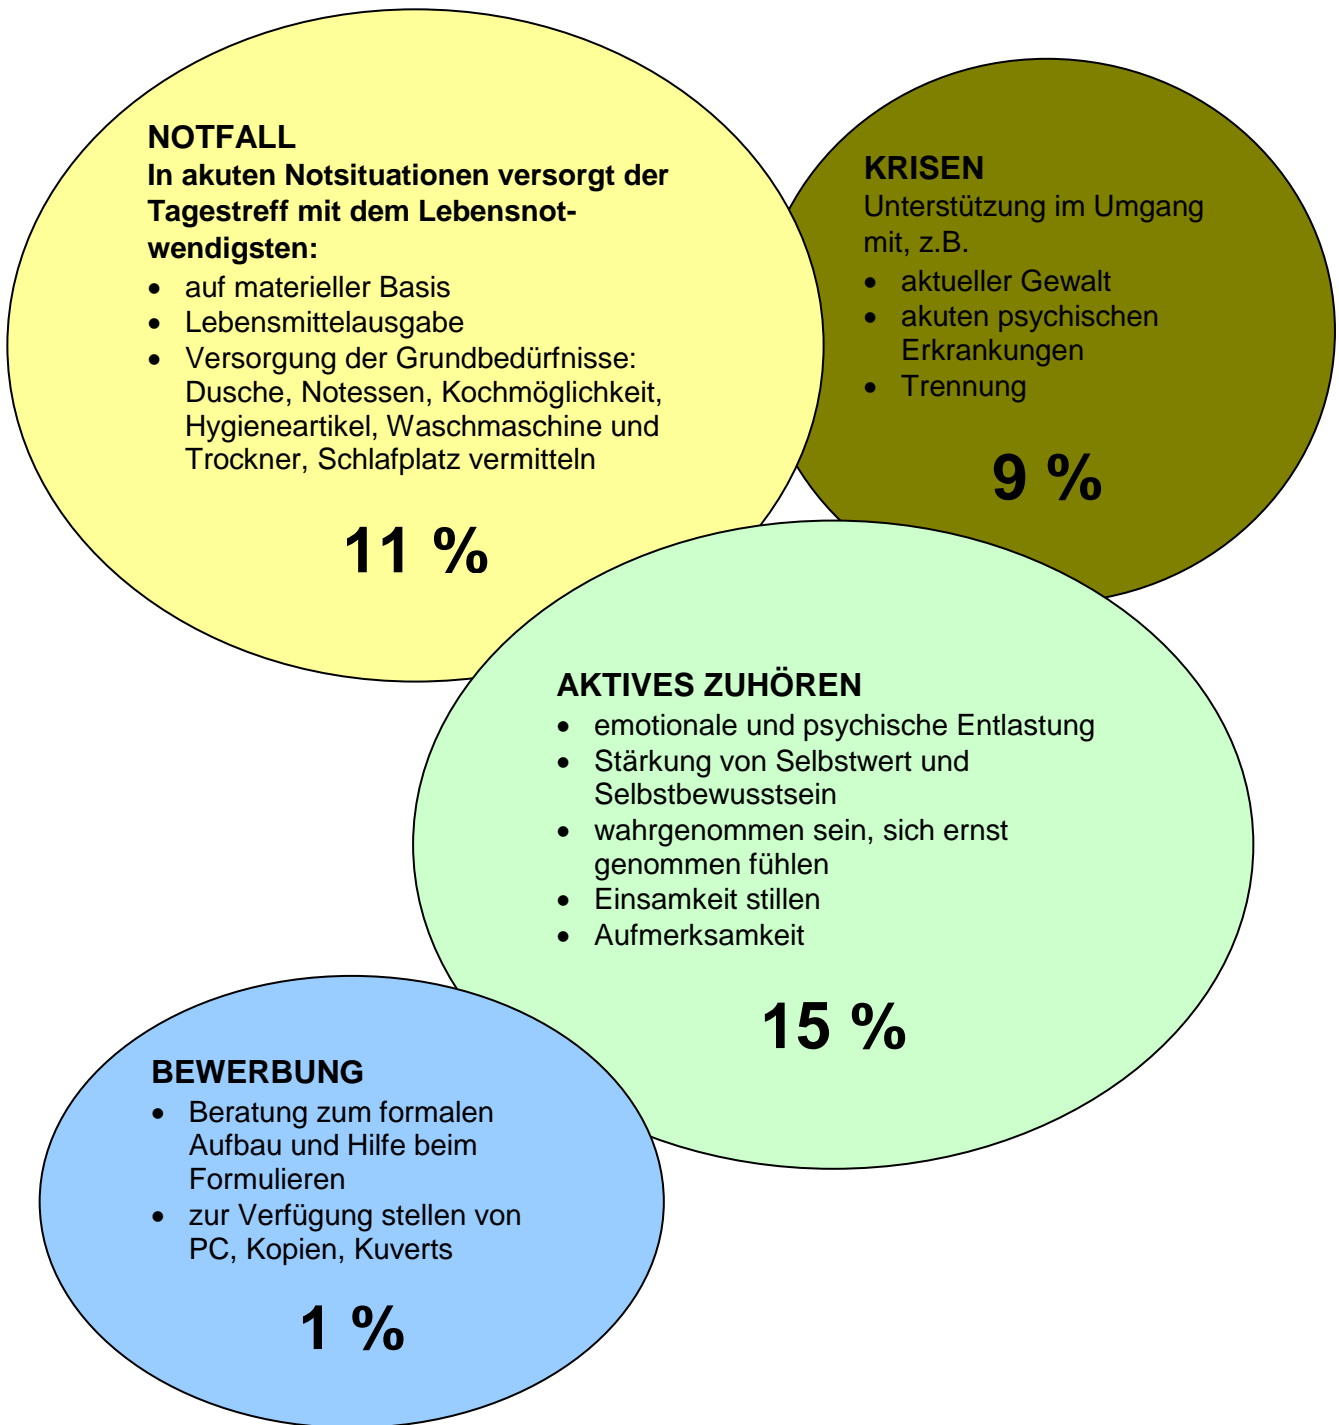 NOTFALL
In akuten Notsituationen versorgt der
Tagestreff mit dem Lebensnot-
wendigsten:
• auf materieller Basis
• Lebensmittelausgabe
• Versorgung der Grundbedürfnisse:
Dusche, Notessen, Kochmöglichkeit,
Hygieneartikel, Waschmaschine und
Trockner, Schlafplatz vermitteln
11 %
KRISEN
Unterstützung im Umgang
mit, z.B.
• aktueller Gewalt
• akuten psychischen
Erkrankungen
• Trennung
9 %
AKTIVES ZUHÖREN
• emotionale und psychische Entlastung
• Stärkung von Selbstwert und
Selbstbewusstsein
• wahrgenommen sein, sich ernst
genommen fühlen
• Einsamkeit stillen
• Aufmerksamkeit
15 %
BEWERBUNG
• Beratung zum formalen
Aufbau und Hilfe beim
Formulieren
• zur Verfügung stellen von
PC, Kopien, Kuverts
1 %